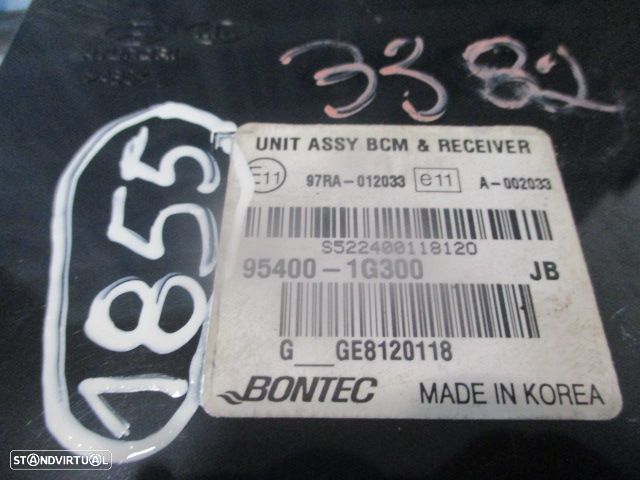 3382
1855
UNIT ASSY BCM & RECEIVER
E11 97RA-012033 e11 A-002033
S522400118120
95400-1G300 JB
G___GE8120118
BONTEC MADE IN KOREA
STANDVIRTUAL